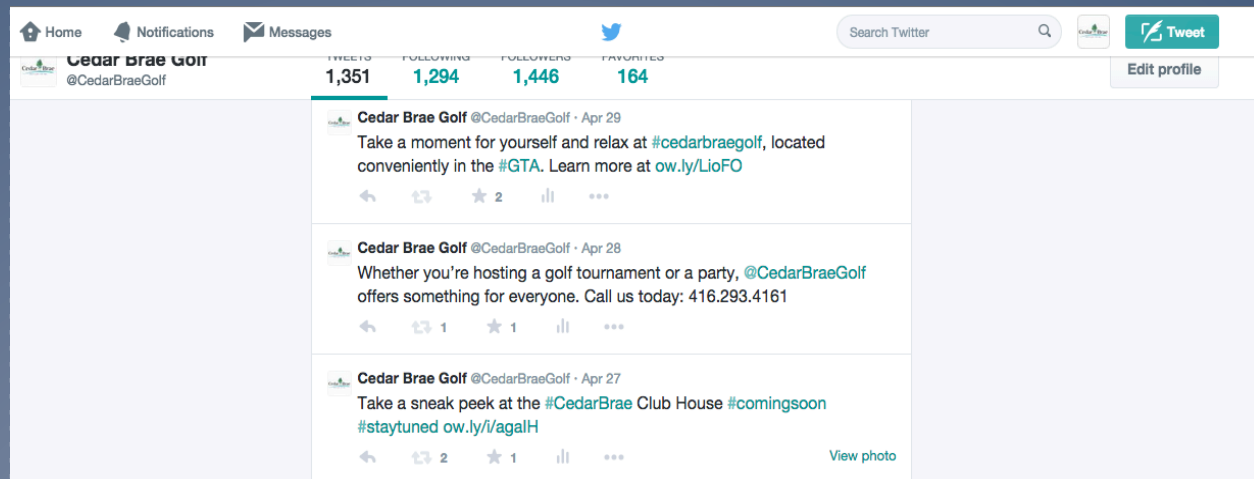 Home Notifications Messages Search Twitter Tweet
Cedar Brae Golf TWEETS FOLLOWING FOLLOWERS FAVORITES
@CedarBraeGolf 1,351 1,294 1,446 164 Edit profile
Cedar Brae Golf @CedarBraeGolf · Apr 29
Take a moment for yourself and relax at #cedarbraegolf, located
conveniently in the #GTA. Learn more at ow.ly/LioFO
2
Cedar Brae Golf @CedarBraeGolf · Apr 28
Whether you're hosting a golf tournament or a party, @CedarBraeGolf
offers something for everyone. Call us today: 416.293.4161
1 1
Cedar Brae Golf @CedarBraeGolf · Apr 27
Take a sneak peek at the #CedarBrae Club House #comingsoon
#staytuned ow.ly/i/agaIH
2 1 View photo